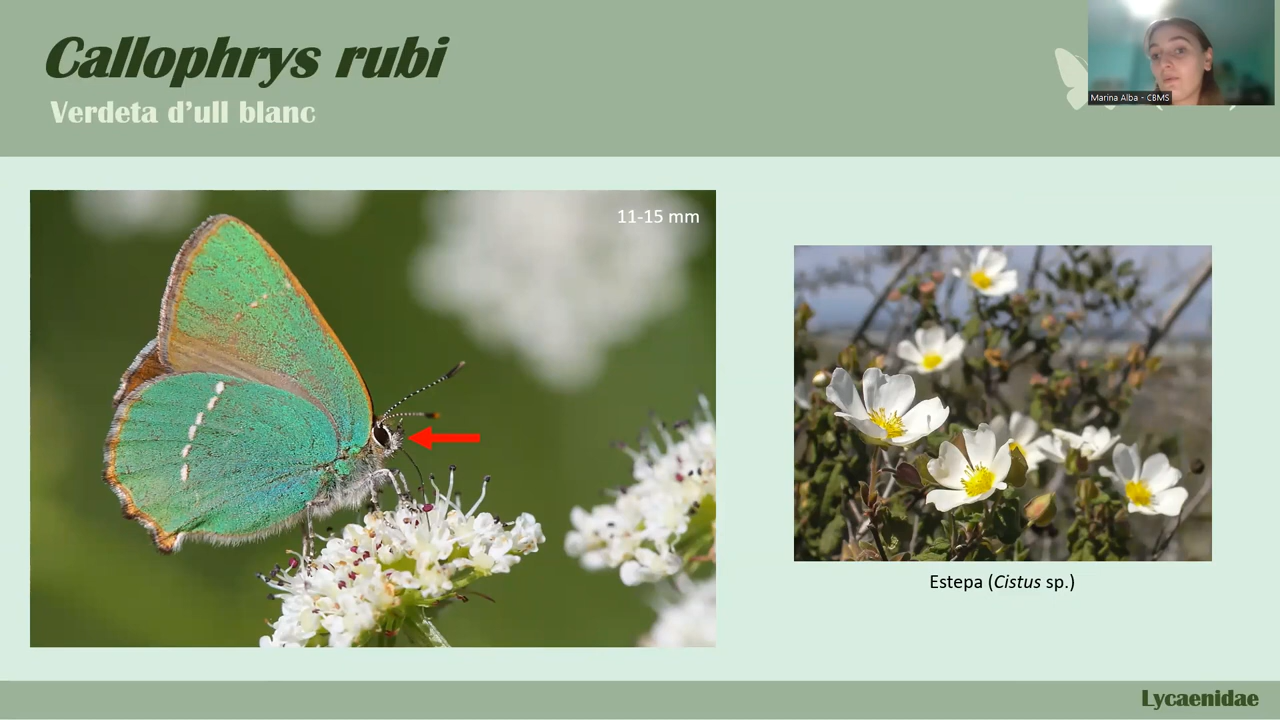 Callophrys rubi
Verdeta d’ull blanc
Marina Alba - CBMS
11-15 mm
Estepa (Cistus sp.)
Lycaenidae